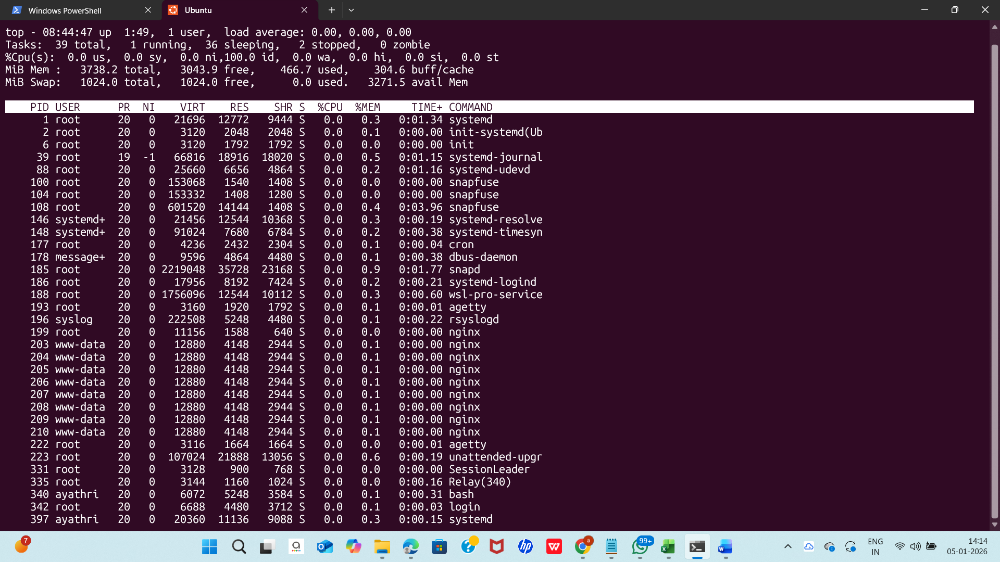 Windows PowerShell
Ubuntu
top - 08:44:47 up  1:49,  1 user,  load average: 0.00, 0.00, 0.00
Tasks:  39 total,   1 running,  36 sleeping,   2 stopped,   0 zombie
%Cpu(s):  0.0 us,  0.0 sy,  0.0 ni,100.0 id,  0.0 wa,  0.0 hi,  0.0 si,  0.0 st
MiB Mem :   3738.2 total,   3043.9 free,    466.7 used,    304.6 buff/cache
MiB Swap:   1024.0 total,   1024.0 free,      0.0 used.   3271.5 avail Mem
PID USER      PR  NI    VIRT    RES    SHR S  %CPU  %MEM     TIME+ COMMAND
1 root      20   0   21696  12772   9444 S   0.0   0.3   0:01.34 systemd
2 root      20   0    3120   2048   2048 S   0.0   0.1   0:00.00 init-systemd(Ub
6 root      20   0    3120   1792   1792 S   0.0   0.0   0:00.00 init
39 root      19  -1   66816  18916  18020 S   0.0   0.5   0:01.15 systemd-journal
88 root      20   0   25660   6656   4864 S   0.0   0.2   0:01.16 systemd-udevd
100 root      20   0  153068   1540   1408 S   0.0   0.0   0:00.00 snapfuse
104 root      20   0  153332   1408   1280 S   0.0   0.0   0:00.00 snapfuse
108 root      20   0  601520  14144   1408 S   0.0   0.4   0:03.96 snapfuse
146 systemd+  20   0   21456  12544  10368 S   0.0   0.3   0:00.19 systemd-resolve
148 systemd+  20   0   91024   7680   6784 S   0.0   0.2   0:00.38 systemd-timesyn
177 root      20   0    4236   2432   2304 S   0.0   0.1   0:00.04 cron
178 message+  20   0    9596   4864   4480 S   0.0   0.1   0:00.38 dbus-daemon
185 root      20   0 2219048  35728  23168 S   0.0   0.9   0:01.77 snapd
186 root      20   0   17956   8192   7424 S   0.0   0.2   0:00.21 systemd-logind
188 root      20   0 1756096  12544  10112 S   0.0   0.3   0:00.60 wsl-pro-service
193 root      20   0    3160   1920   1792 S   0.0   0.1   0:00.01 agetty
196 syslog    20   0  222508   5248   4480 S   0.0   0.1   0:00.22 rsyslogd
199 root      20   0   11156   1588    640 S   0.0   0.0   0:00.00 nginx
203 www-data  20   0   12880   4148   2944 S   0.0   0.1   0:00.00 nginx
204 www-data  20   0   12880   4148   2944 S   0.0   0.1   0:00.00 nginx
205 www-data  20   0   12880   4148   2944 S   0.0   0.1   0:00.00 nginx
206 www-data  20   0   12880   4148   2944 S   0.0   0.1   0:00.00 nginx
207 www-data  20   0   12880   4148   2944 S   0.0   0.1   0:00.00 nginx
208 www-data  20   0   12880   4148   2944 S   0.0   0.1   0:00.00 nginx
209 www-data  20   0   12880   4148   2944 S   0.0   0.1   0:00.00 nginx
210 www-data  20   0   12880   4148   2944 S   0.0   0.1   0:00.00 nginx
222 root      20   0    3116   1664   1664 S   0.0   0.0   0:00.01 agetty
223 root      20   0  107024  21888  13056 S   0.0   0.6   0:00.19 unattended-upgr
331 root      20   0    3128    900    768 S   0.0   0.0   0:00.00 SessionLeader
335 root      20   0    3144   1160   1024 S   0.0   0.0   0:00.16 Relay(340)
340 ayathri   20   0    6072   5248   3584 S   0.0   0.1   0:00.31 bash
342 root      20   0    6688   4480   3712 S   0.0   0.1   0:00.03 login
397 ayathri   20   0   20360  11136   9088 S   0.0   0.3   0:00.15 systemd
7
hp
a
99+
ENG
IN
14:14
05-01-2026